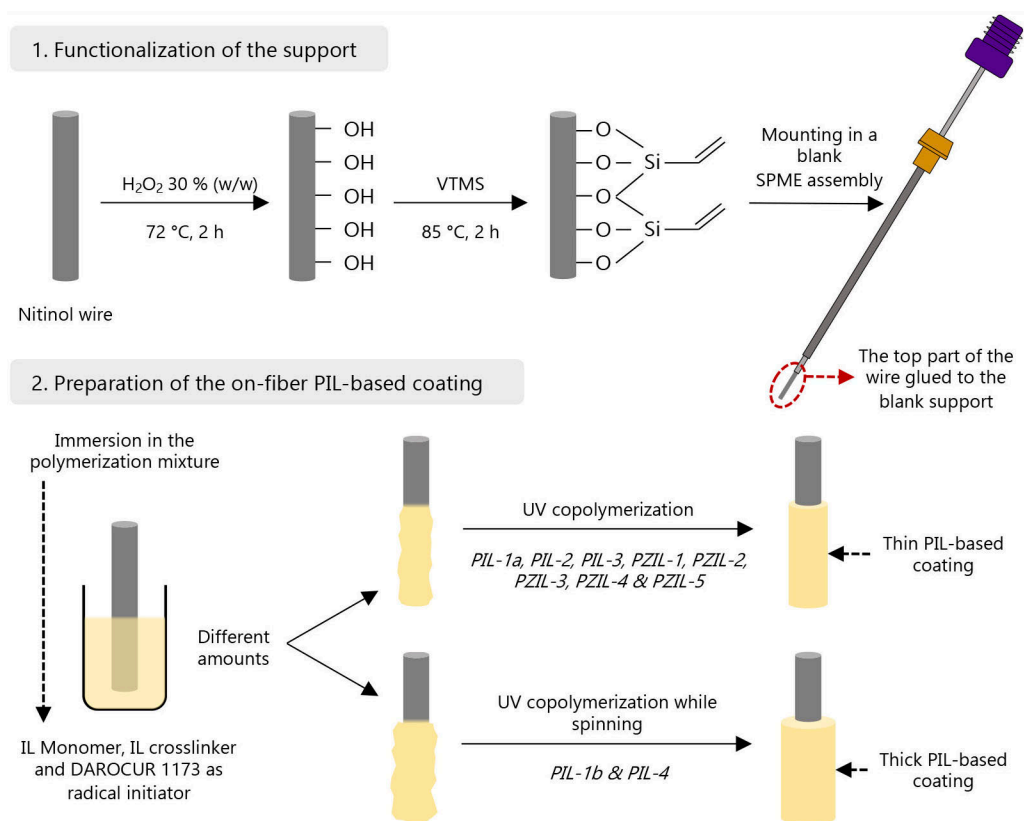 1. Functionalization of the support
OH
OH
OH
OH
OH
H₂O₂ 30 % (w/w)
72 °C, 2 h
VTMS
85 °C, 2 h
O
O
O
O
O
Si
Si
Mounting in a
blank
SPME assembly
Nitinol wire
The top part of the
wire glued to the
blank support
2. Preparation of the on-fiber PIL-based coating
Immersion in the
polymerization mixture
Different
amounts
IL Monomer, IL crosslinker
and DAROCUR 1173 as
radical initiator
UV copolymerization
PIL-1a, PIL-2, PIL-3, PZIL-1, PZIL-2,
PZIL-3, PZIL-4 & PZIL-5
Thin PIL-based
coating
UV copolymerization while
spinning
PIL-1b & PIL-4
Thick PIL-based
coating